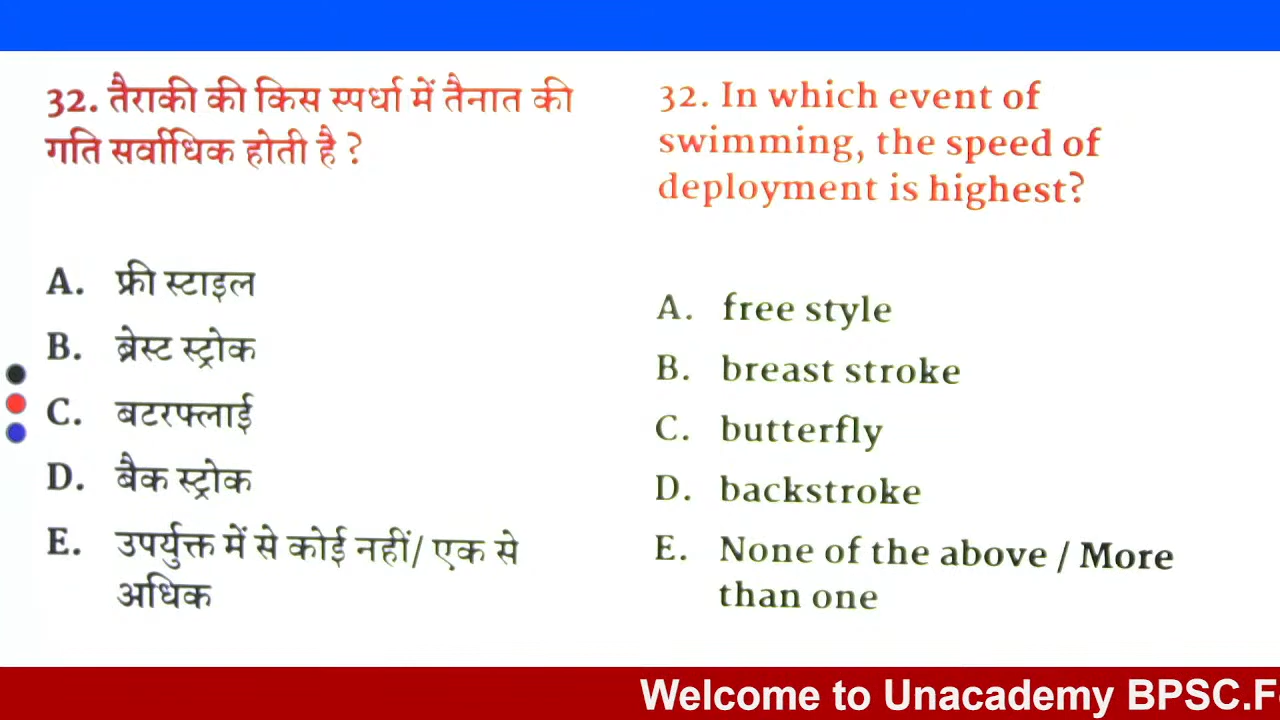 32. तैराकी की किस स्पर्धा में तैनात की
गति सर्वाधिक होती है ?
A. फ्री स्टाइल
B. ब्रेस्ट स्ट्रोक
C. बटरफ्लाई
D. बैक स्ट्रोक
E. उपर्युक्त में से कोई नहीं/ एक से
अधिक
32. In which event of
swimming, the speed of
deployment is highest?
A. free style
B. breast stroke
C. butterfly
D. backstroke
E. None of the above / More
than one
Welcome to Unacademy BPSC.F